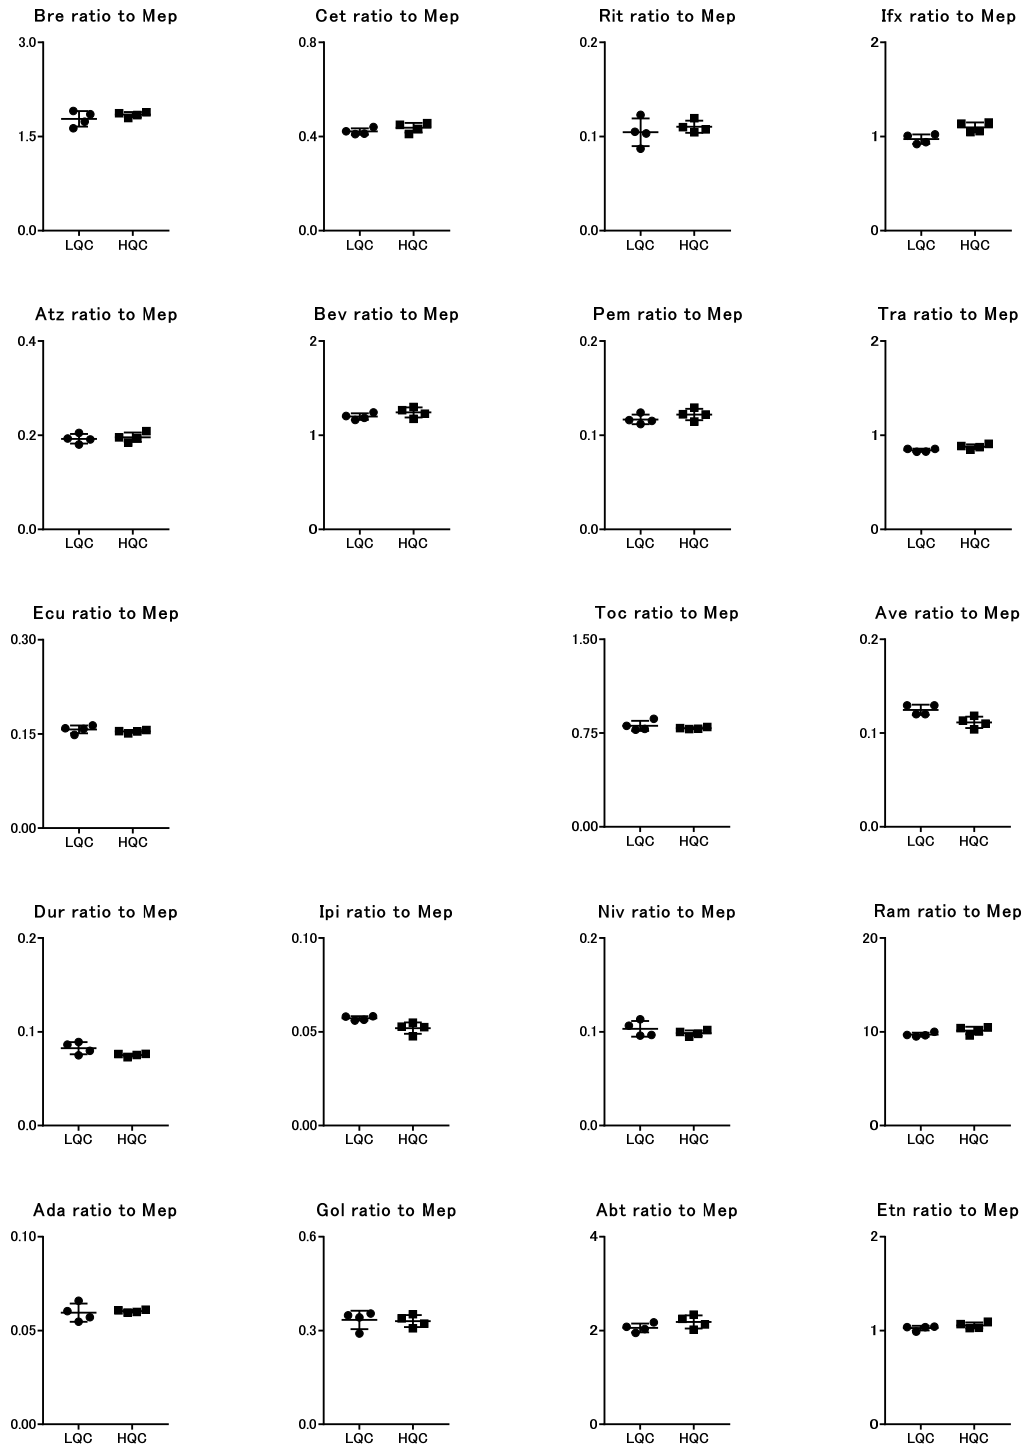 Bre ratio to Mep
3.0
1.5
0.0
LQC HQC
Cet ratio to Mep
0.8
0.4
0.0
LQC HQC
Rit ratio to Mep
0.2
0.1
0.0
LQC HQC
Ifx ratio to Mep
2
1
0
LQC HQC
Atz ratio to Mep
0.4
0.2
0.0
LQC HQC
Bev ratio to Mep
2
1
0
LQC HQC
Pem ratio to Mep
0.2
0.1
0.0
LQC HQC
Tra ratio to Mep
2
1
0
LQC HQC
Ecu ratio to Mep
0.30
0.15
0.00
LQC HQC
Toc ratio to Mep
1.50
0.75
0.00
LQC HQC
Ave ratio to Mep
0.2
0.1
0.0
LQC HQC
Dur ratio to Mep
0.2
0.1
0.0
LQC HQC
Ipi ratio to Mep
0.10
0.05
0.00
LQC HQC
Niv ratio to Mep
0.2
0.1
0.0
LQC HQC
Ram ratio to Mep
20
10
0
LQC HQC
Ada ratio to Mep
0.10
0.05
0.00
LQC HQC
Gol ratio to Mep
0.6
0.3
0.0
LQC HQC
Abt ratio to Mep
4
2
0
LQC HQC
Etn ratio to Mep
2
1
0
LQC HQC